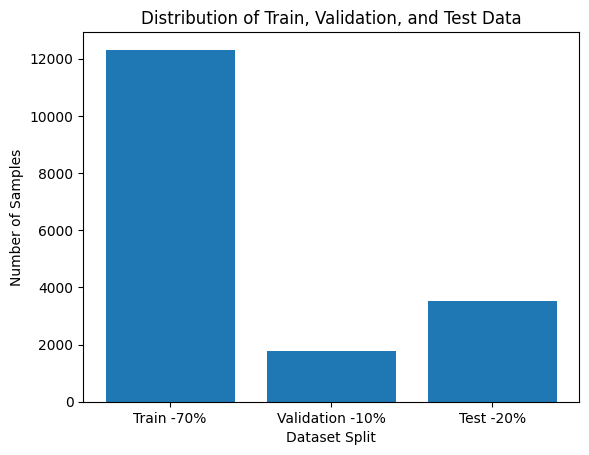 Distribution of Train, Validation, and Test Data
Number of Samples
12000
10000
8000
6000
4000
2000
0
Train -70% Validation -10% Test -20%
Dataset Split